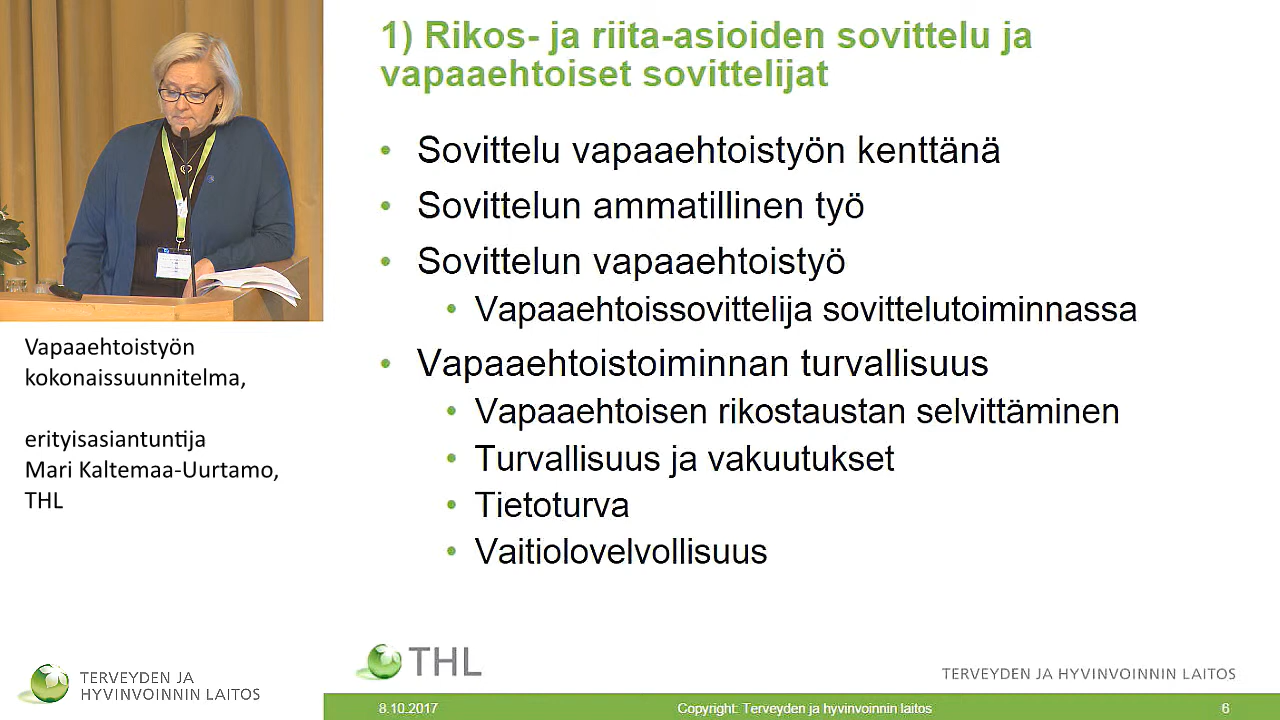 1) Rikos- ja riita-asioiden sovittelu ja
vapaaehtoiset sovittelijat
• Sovittelu vapaaehtoistyön kenttänä
• Sovittelun ammatillinen työ
• Sovittelun vapaaehtoistyö
• Vapaaehtoissovittelija sovittelutoiminnassa
• Vapaaehtoistoiminnan turvallisuus
• Vapaaehtoisen rikostaustan selvittäminen
• Turvallisuus ja vakuutukset
• Tietoturva
• Vaitiolovelvollisuus
Vapaaehtoistyön
kokonaissuunnitelma,
erityisasiantuntija
Mari Kaltemaa-Uurtamo,
THL
TERVEYDEN JA
HYVINVOINNIN LAITOS
THL
TERVEYDEN JA HYVINVOINNIN LAITOS
8.10.2017
Copyright: Terveyden ja hyvinvoinnin laitos
6